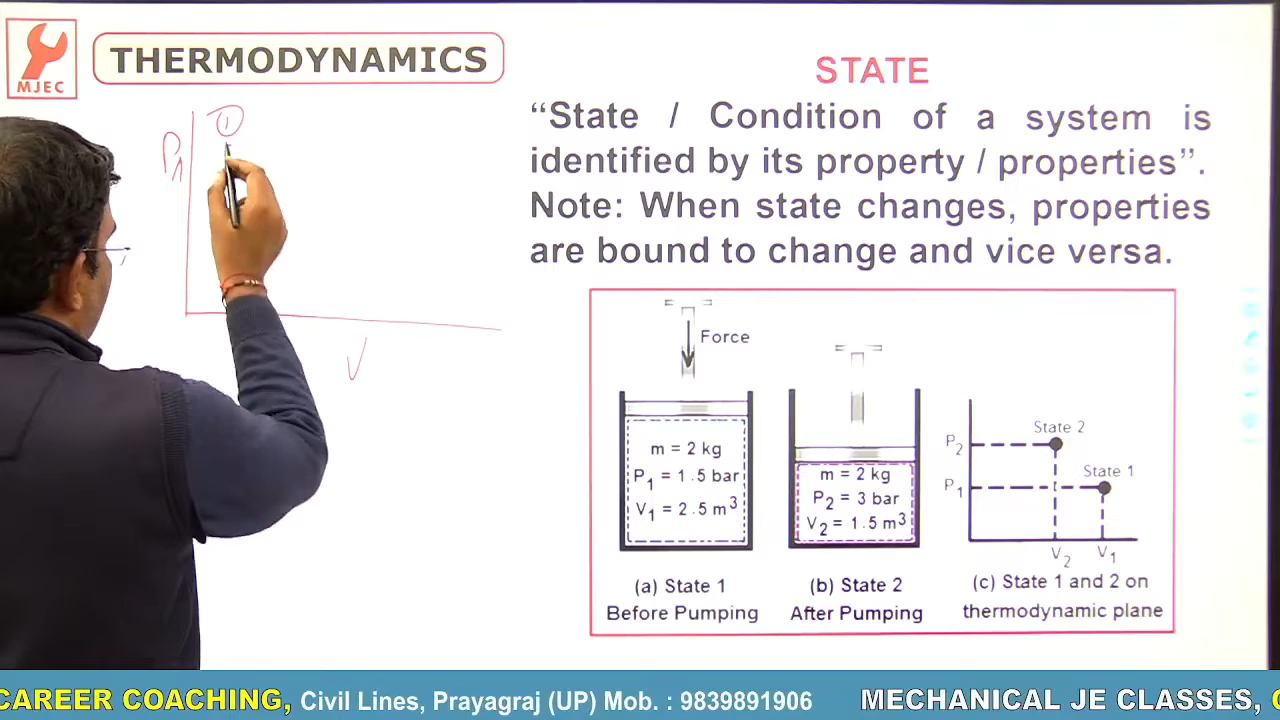 MJEC
THERMODYNAMICS
STATE
“State / Condition of a system is
identified by its property / properties”.
Note: When state changes, properties
are bound to change and vice versa.
P1
1
V
Force
m = 2 kg
P1 = 1.5 bar
V1 = 2.5 m3
(a) State 1
Before Pumping
m = 2 kg
P2 = 3 bar
V2 = 1.5 m3
(b) State 2
After Pumping
P2
State 2
P1
State 1
V2 V1
(c) State 1 and 2 on
thermodynamic plane
CAREER COACHING, Civil Lines, Prayagraj (UP) Mob. : 9839891906 MECHANICAL JE CLASSES,